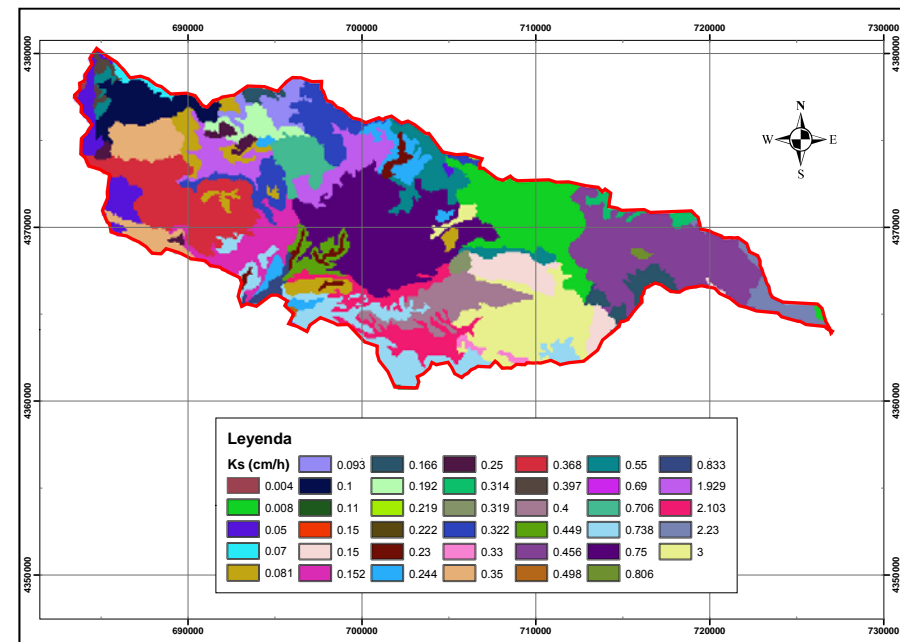 690000 700000 710000 720000 730000
4380000 4380000
N
W E
S
4370000 4370000
4360000 4360000
Leyenda
Ks (cm/h) 0.093 0.166 0.25 0.368 0.55 0.833
0.004 0.1 0.192 0.314 0.397 0.69 1.929
0.008 0.11 0.219 0.319 0.4 0.706 2.103
0.05 0.15 0.222 0.322 0.449 0.738 2.23
0.07 0.15 0.23 0.33 0.456 0.75 3
0.081 0.152 0.244 0.35 0.498 0.806
4350000 4350000
690000 700000 710000 720000 730000